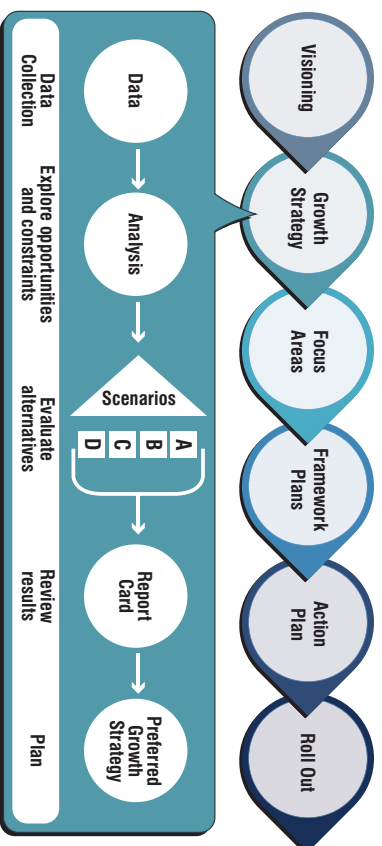 Visioning
Growth
Strategy
Focus
Areas
Framework
Plans
Action
Plan
Roll Out
Data
Analysis
Scenarios
A
B
C
D
Report
Card
Preferred
Growth
Strategy
Data
Collection
Explore opportunities
and constraints
Evaluate
alternatives
Review
results
Plan